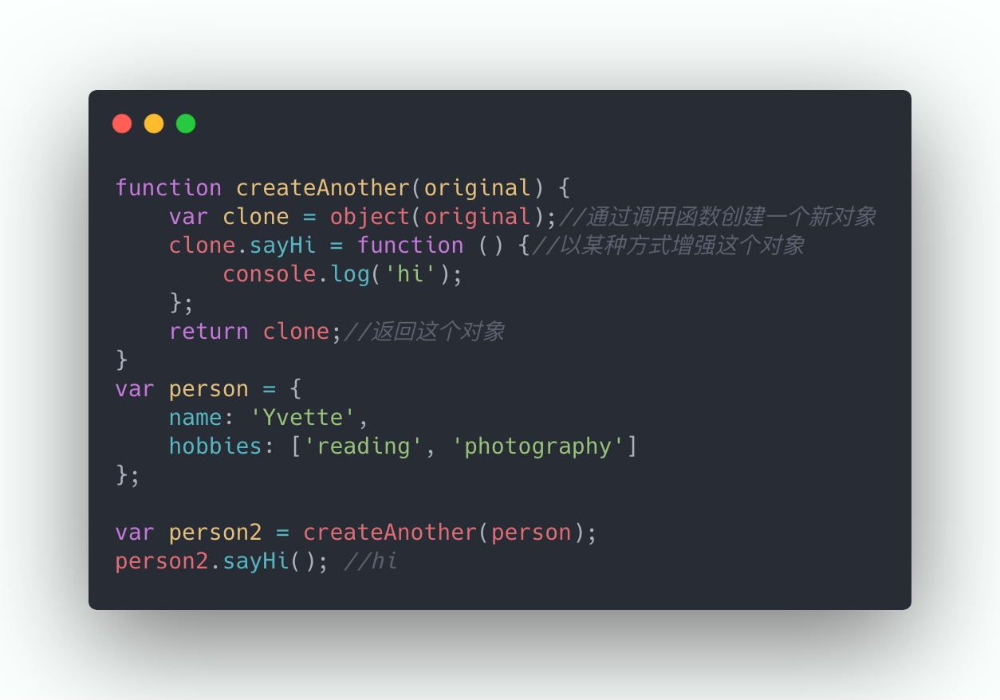 function createAnother(original) {
    var clone = object(original);//通过调用函数创建一个新对象
    clone.sayHi = function () {//以某种方式增强这个对象
        console.log('hi');
    };
    return clone;//返回这个对象
}
var person = {
    name: 'Yvette',
    hobbies: ['reading', 'photography']
};

var person2 = createAnother(person);
person2.sayHi(); //hi